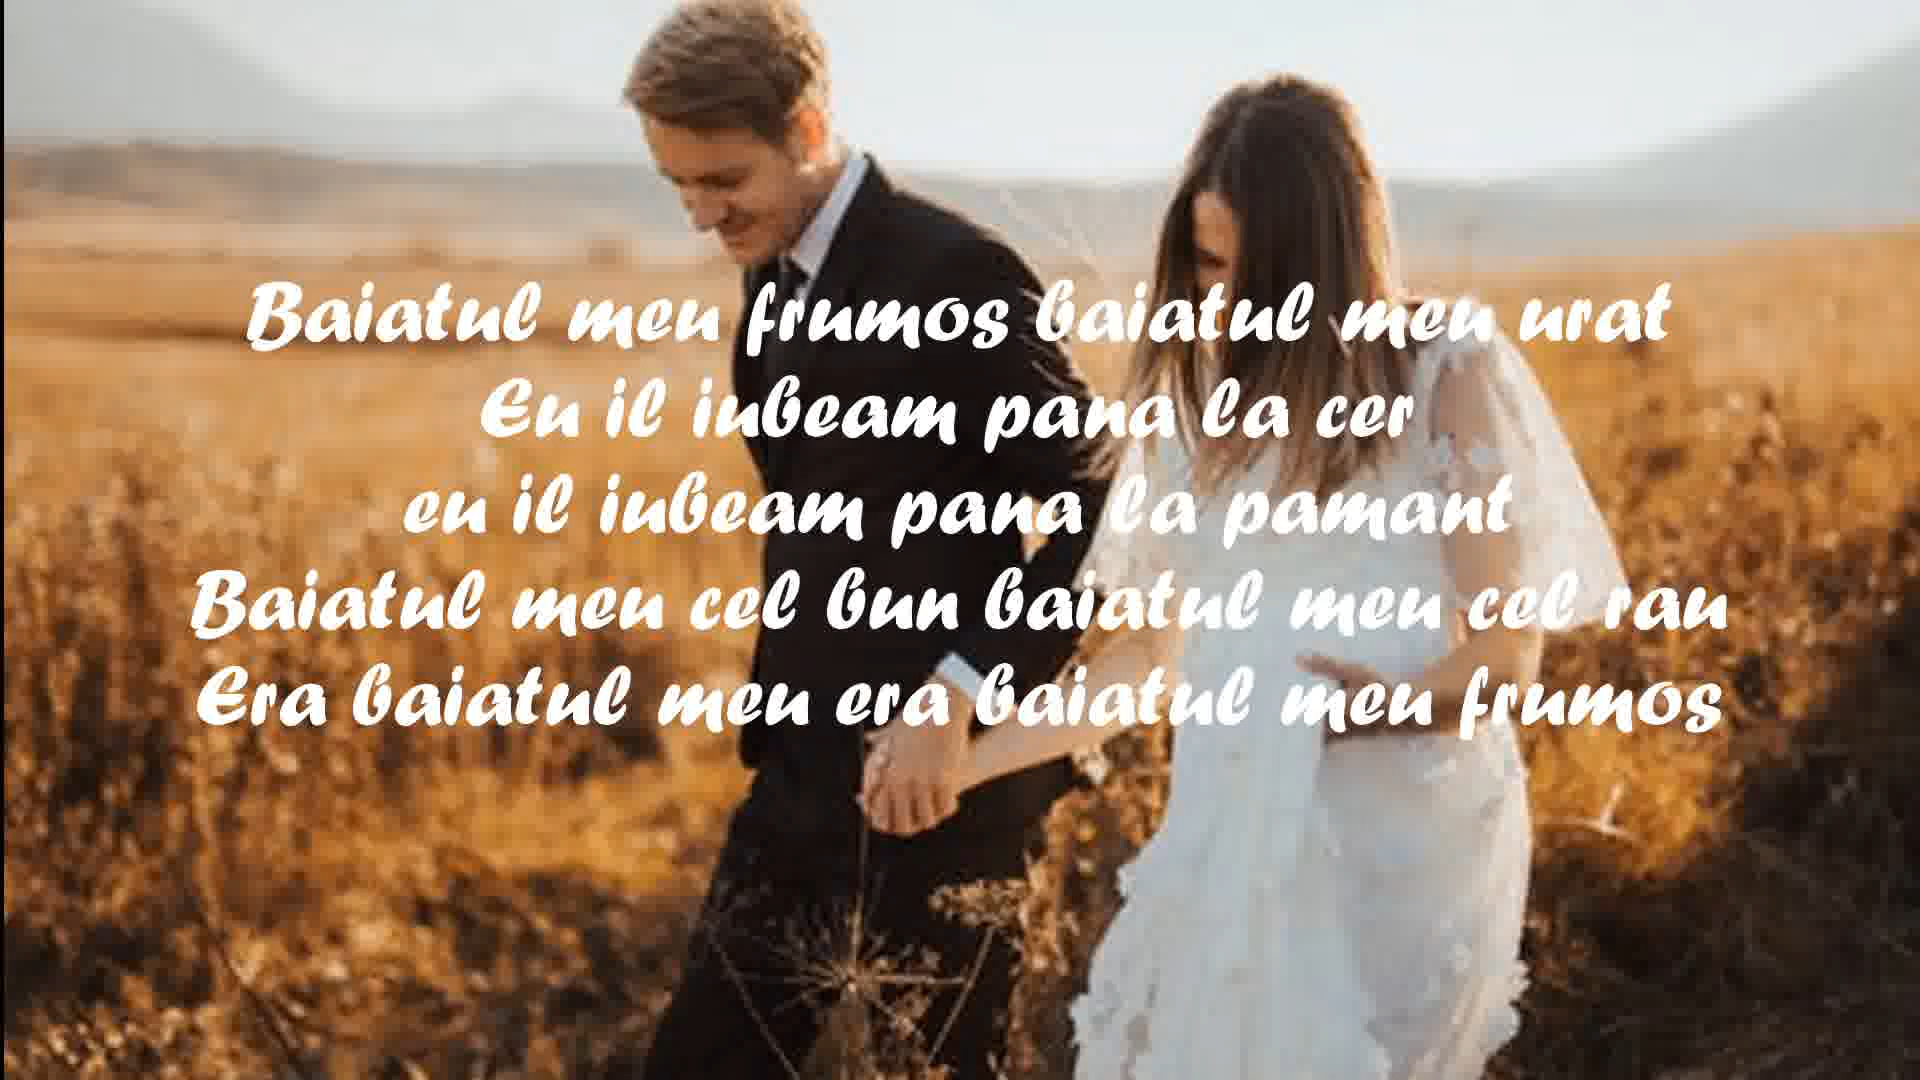 Baiatul meu frumos baiatul meu urat
Eu il iubeam pana la cer
eu il iubeam pana la pamant
Baiatul meu cel bun baiatul meu cel rau
Era baiatul meu era baiatul meu frumos